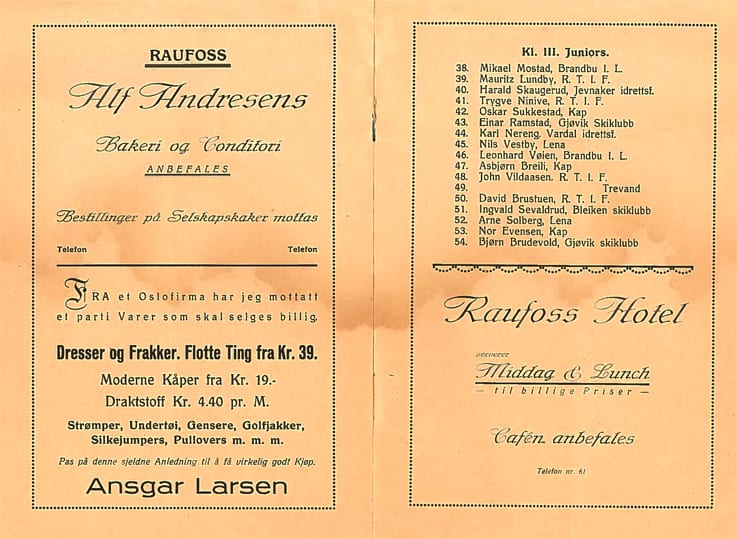 RAUFOSS
Alf Andresens
Bakeri og Conditori
ANBEFALES
Bestillinger på Selskapskaker mottas
Telefon Telefon
FRA et Oslofirma har jeg mottatt
et parti Varer som skal selges billig.
Dresser og Frakker. Flotte Ting fra Kr. 39.
Moderne Kåper fra Kr. 19.-
Draktstoff Kr. 4.40 pr. M.
Strømper, Undertøi, Gensere, Golfjakker,
Silkejumpers, Pullovers m. m. m.
Pas på denne sjeldne Anledning til å få virkelig godt Kjøp.
Ansgar Larsen
Kl. III. Juniors.
38. Mikael Mostad, Brandbu I. L.
39. Mauritz Lundby, R. T. I. F.
40. Harald Skaugerud, Jevnaker idrettsf.
41. Trygve Ninive, R. T. I. F.
42. Oskar Sukkestad, Kap
43. Einar Ramstad, Gjøvik Skiklubb
44. Karl Nereng, Vardal idrettsf.
45. Nils Vestby, Lena
46. Leonhard Vøien, Brandbu I. L.
47. Asbjørn Breili, Kap
48. John Vildaasen, R. T. I. F.
49. Trevand
50. David Brustuen, R. T. I. F.
51. Ingvald Sevaldrud, Bleiken skiklubb
52. Arne Solberg, Lena
53. Nor Evensen, Kap
54. Bjørn Brudevold, Gjøvik skiklubb
Raufoss Hotel
serverer
Middag & Lunch
— til billige Priser —
Cafén anbefales
Telefon nr. 61